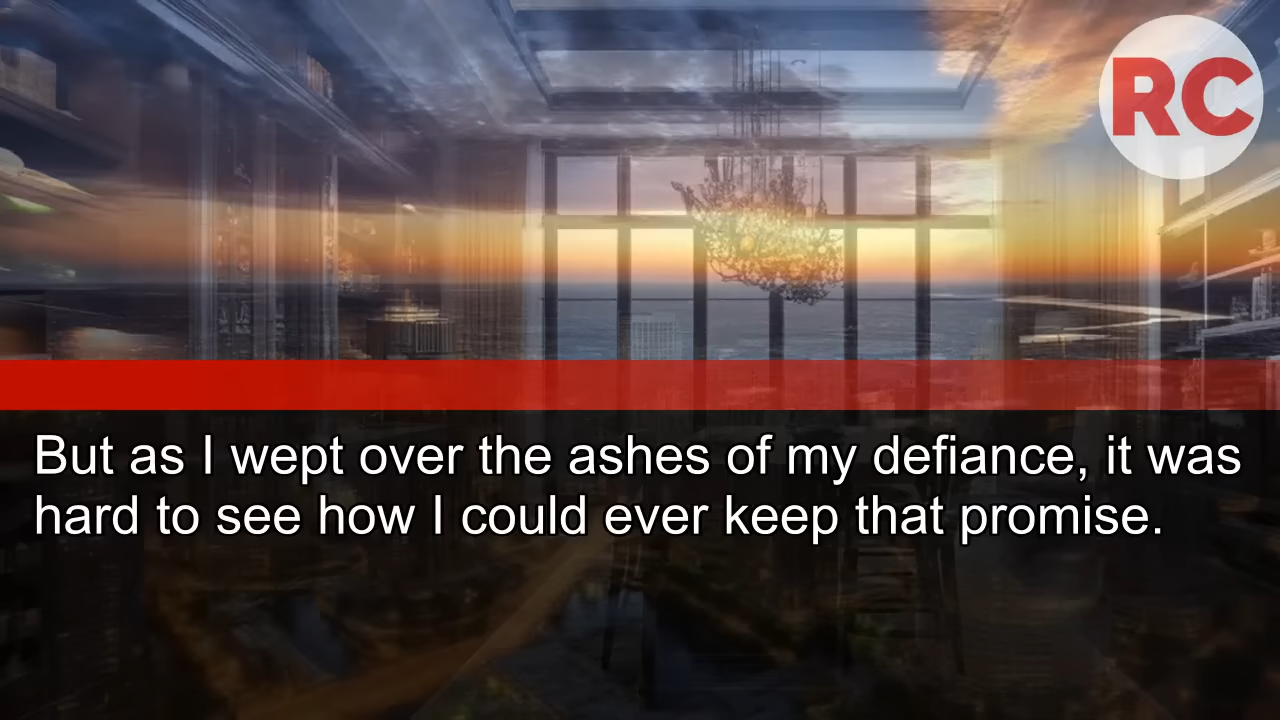 RC
But as I wept over the ashes of my defiance, it was
hard to see how I could ever keep that promise.